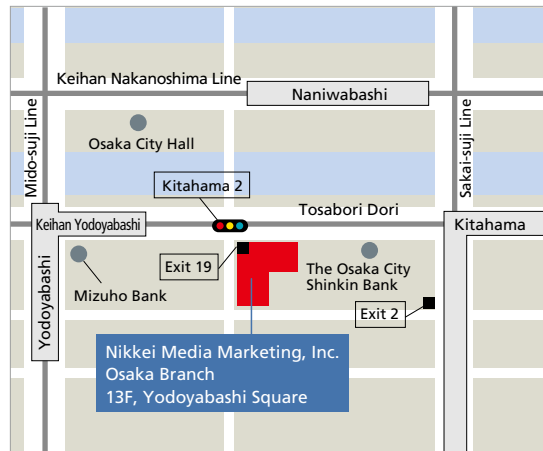 Keihan Nakanoshima Line
Naniwabashi
Mido-suji Line
Sakai-suji Line
Osaka City Hall
Kitahama 2
Tosabori Dori
Keihan Yodoyabashi
Kitahama
Exit 19
Mizuho Bank
The Osaka City
Shinkin Bank
Yodoyabashi
Exit 2
Nikkei Media Marketing, Inc.
Osaka Branch
13F, Yodoyabashi Square